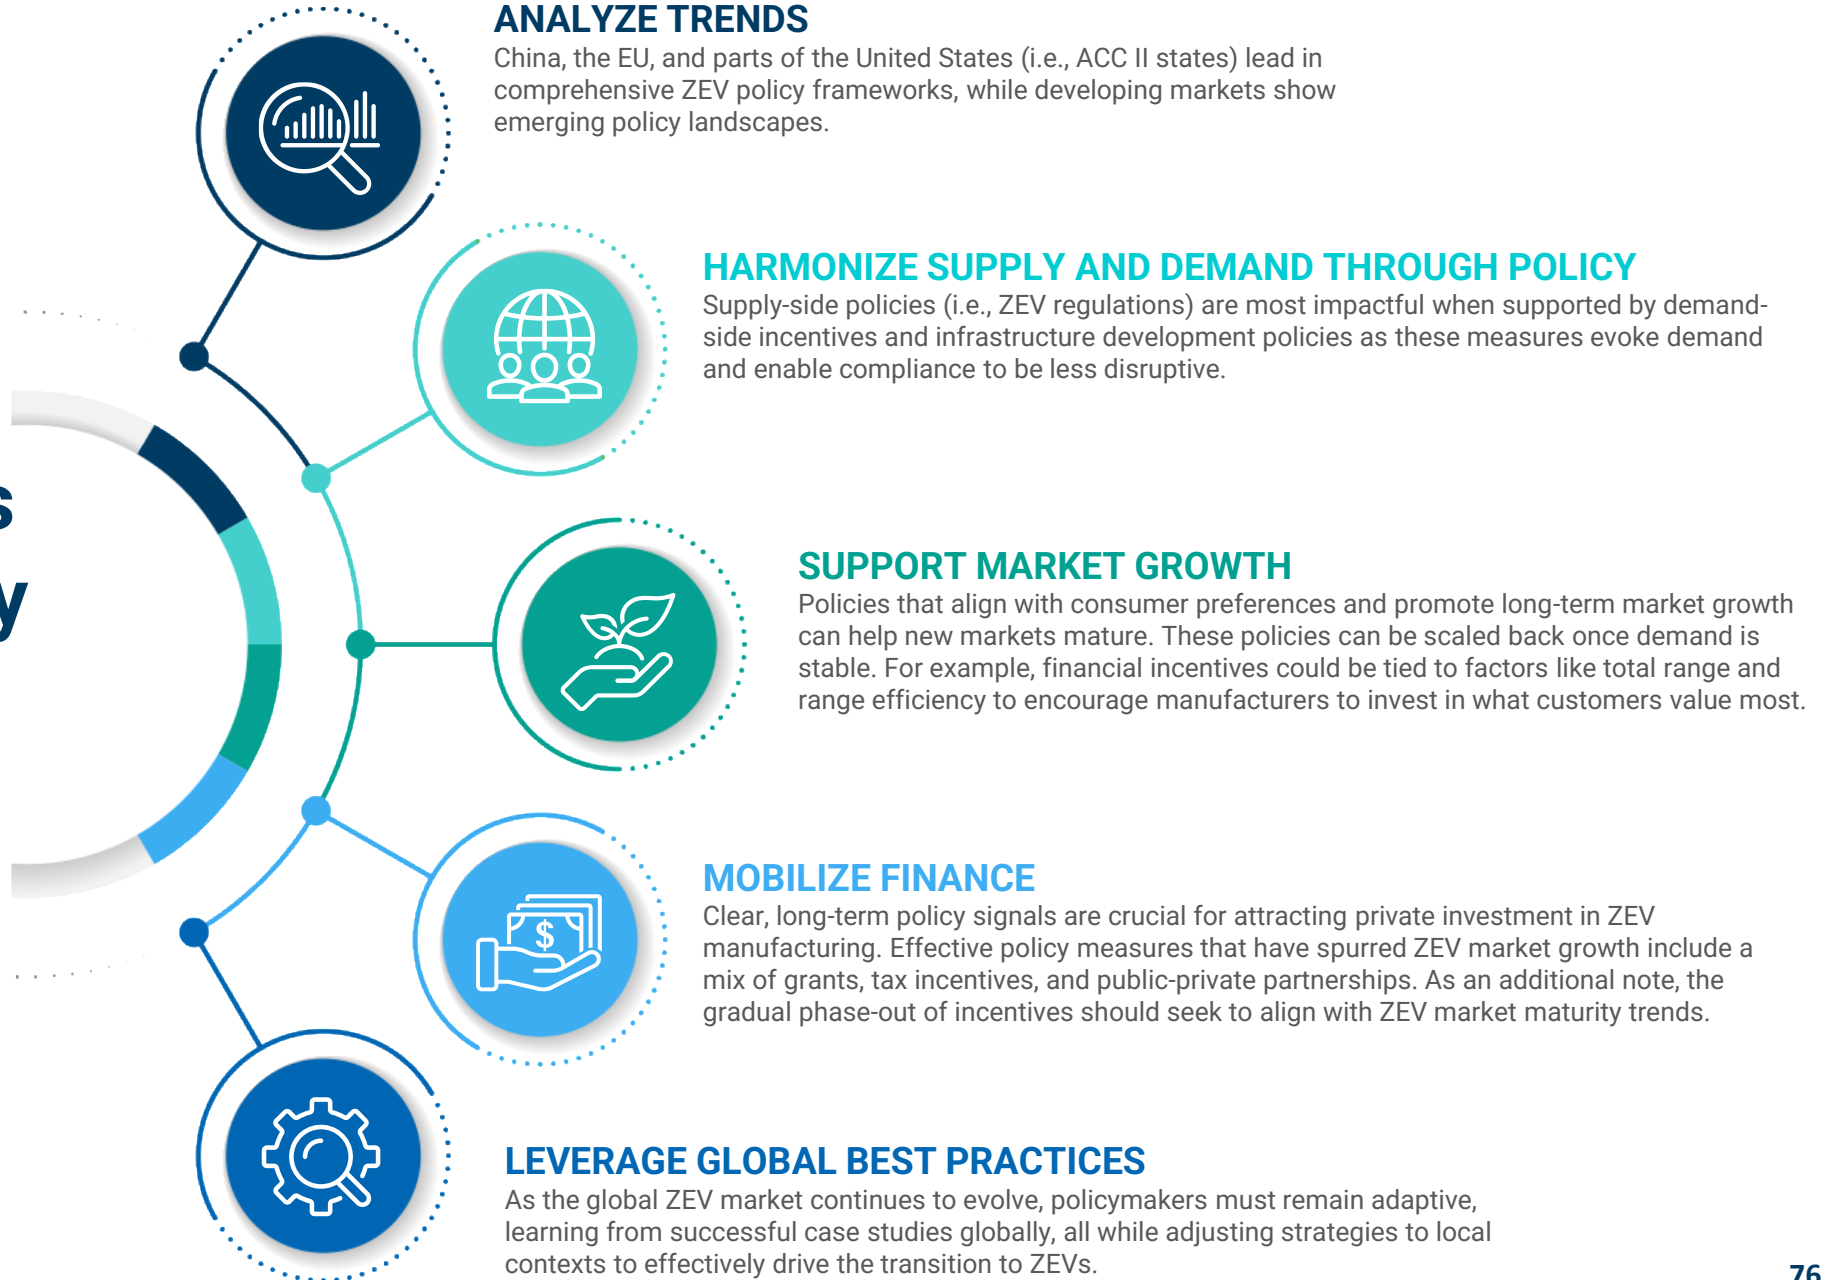 ANALYZE TRENDS
China, the EU, and parts of the United States (i.e., ACC II states) lead in
comprehensive ZEV policy frameworks, while developing markets show
emerging policy landscapes.
HARMONIZE SUPPLY AND DEMAND THROUGH POLICY
Supply-side policies (i.e., ZEV regulations) are most impactful when supported by demand-
side incentives and infrastructure development policies as these measures evoke demand
and enable compliance to be less disruptive.
s
y
SUPPORT MARKET GROWTH
Policies that align with consumer preferences and promote long-term market growth
can help new markets mature. These policies can be scaled back once demand is
stable. For example, financial incentives could be tied to factors like total range and
range efficiency to encourage manufacturers to invest in what customers value most.
MOBILIZE FINANCE
Clear, long-term policy signals are crucial for attracting private investment in ZEV
manufacturing. Effective policy measures that have spurred ZEV market growth include a
mix of grants, tax incentives, and public-private partnerships. As an additional note, the
gradual phase-out of incentives should seek to align with ZEV market maturity trends.
$
LEVERAGE GLOBAL BEST PRACTICES
As the global ZEV market continues to evolve, policymakers must remain adaptive,
learning from successful case studies globally, all while adjusting strategies to local
contexts to effectively drive the transition to ZEVs.
76